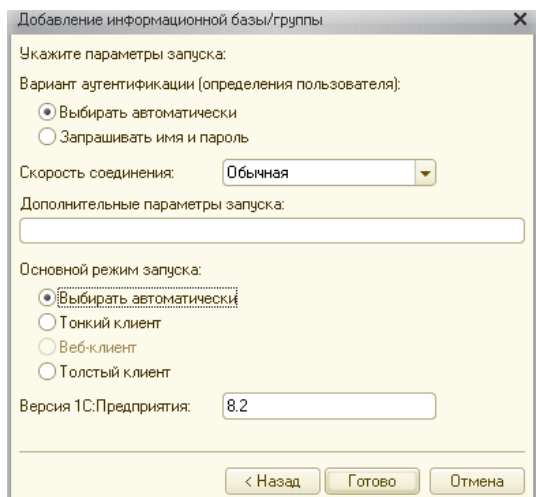 Добавление информационной базы/группы
Укажите параметры запуска:
Вариант аутентификации (определения пользователя):
Выбирать автоматически
Запрашивать имя и пароль
Скорость соединения: Обычная
Дополнительные параметры запуска:
Основной режим запуска:
Выбирать автоматически
Тонкий клиент
Веб-клиент
Толстый клиент
Версия 1С:Предприятия: 8.2
< Назад Готово Отмена